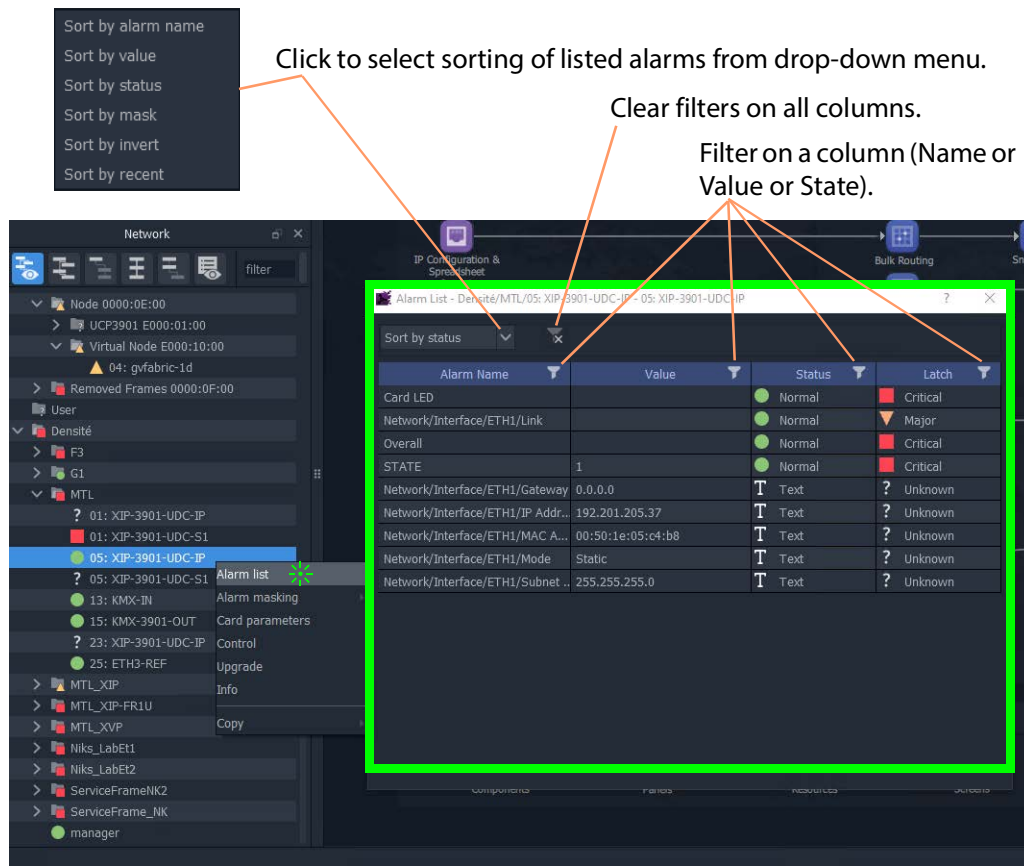 Sort by alarm name
Sort by value
Sort by status
Sort by mask
Sort by invert
Sort by recent
Click to select sorting of listed alarms from drop-down menu.
Clear filters on all columns.
Filter on a column (Name or
Value or State).
Network
filter
Node 0000:0E:00
UCP3901 E000:01:00
Virtual Node E000:10:00
04: gvfabric-1d
Removed Frames 0000:0F:00
User
Densité
F3
G1
MTL
01: XIP-3901-UDC-IP
01: XIP-3901-UDC-S1
05: XIP-3901-UDC-IP
05: XIP-3901-UDC-S1
13: KMX-IN
15: KMX-3901-OUT
23: XIP-3901-UDC-IP
25: ETH3-REF
MTL_XIP
MTL_XIP-FR1U
MTL_XVP
Niks_LabEt1
Niks_LabEt2
ServiceFrameNK2
ServiceFrame_NK
manager
Alarm list
Alarm masking
Card parameters
Control
Upgrade
Info
Copy
IP Configuration &
Spreadsheet
Bulk Routing
Sn
Alarm List - Densité/MTL/05: XIP-3901-UDC-IP - 05: XIP-3901-UDC-IP
Sort by status
Alarm Name Value Status Latch
Card LED Normal Critical
Network/Interface/ETH1/Link Normal Major
Overall Normal Critical
STATE 1 Normal Critical
Network/Interface/ETH1/Gateway 0.0.0.0 T Text ? Unknown
Network/Interface/ETH1/IP Addr... 192.201.205.37 T Text ? Unknown
Network/Interface/ETH1/MAC A... 00:50:1e:05:c4:b8 T Text ? Unknown
Network/Interface/ETH1/Mode Static T Text ? Unknown
Network/Interface/ETH1/Subnet ... 255.255.255.0 T Text ? Unknown
Components Panels Resources Screens